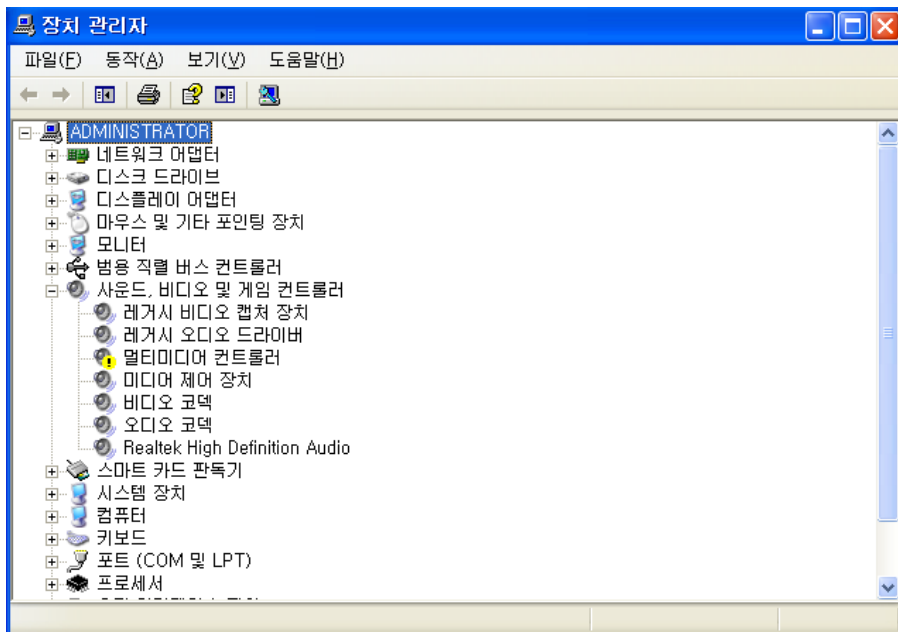 장치 관리자
파일(F) 동작(A) 보기(V) 도움말(H)
ADMINISTRATOR
네트워크 어댑터
디스크 드라이브
디스플레이 어댑터
마우스 및 기타 포인팅 장치
모니터
범용 직렬 버스 컨트롤러
사운드, 비디오 및 게임 컨트롤러
레거시 비디오 캡처 장치
레거시 오디오 드라이버
멀티미디어 컨트롤러
미디어 제어 장치
비디오 코덱
오디오 코덱
Realtek High Definition Audio
스마트 카드 판독기
시스템 장치
컴퓨터
키보드
포트 (COM 및 LPT)
프로세서